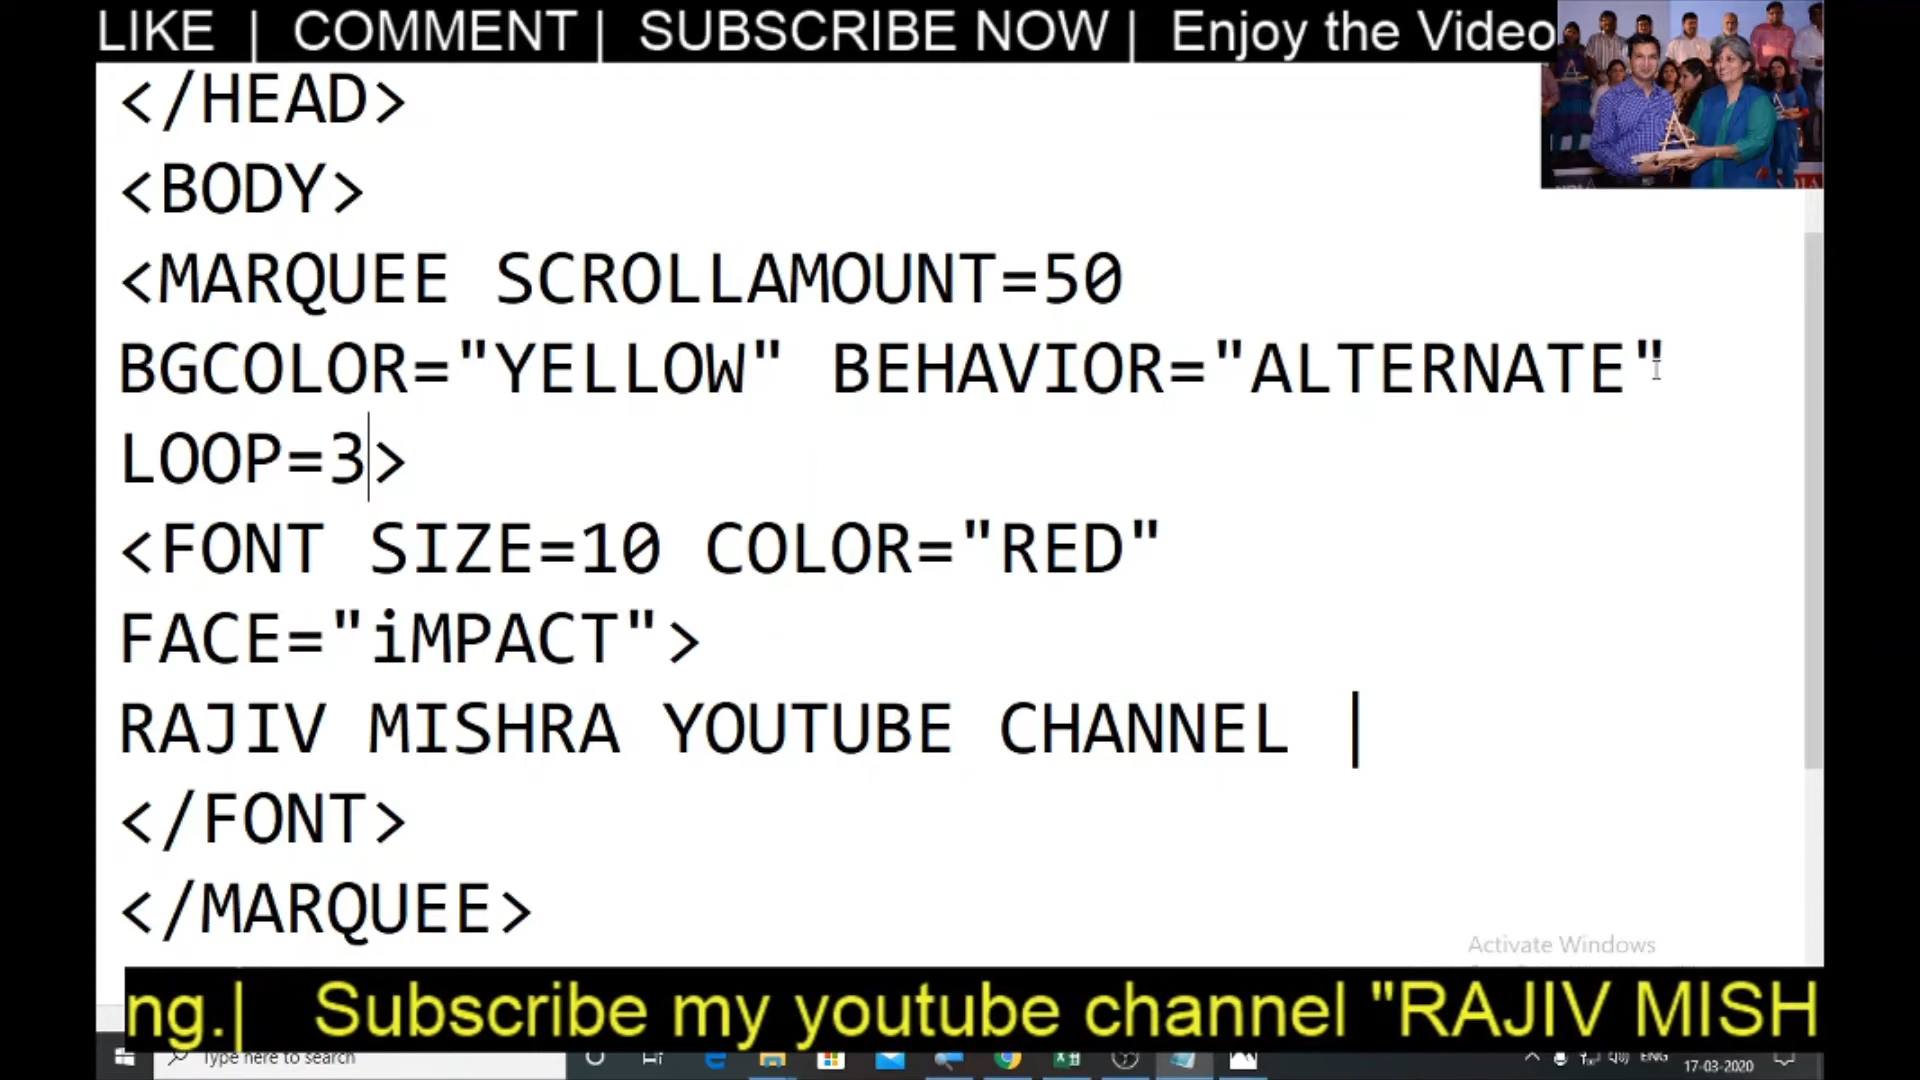 LIKE | COMMENT | SUBSCRIBE NOW | Enjoy the Video
</HEAD>
<BODY>
<MARQUEE SCROLLAMOUNT=50
BGCOLOR="YELLOW" BEHAVIOR="ALTERNATE"
LOOP=3>
<FONT SIZE=10 COLOR="RED"
FACE="iMPACT">
RAJIV MISHRA YOUTUBE CHANNEL |
</FONT>
</MARQUEE>
Activate Windows
ng.| Subscribe my youtube channel "RAJIV MISH
Type here to search
ENG
17-03-2020